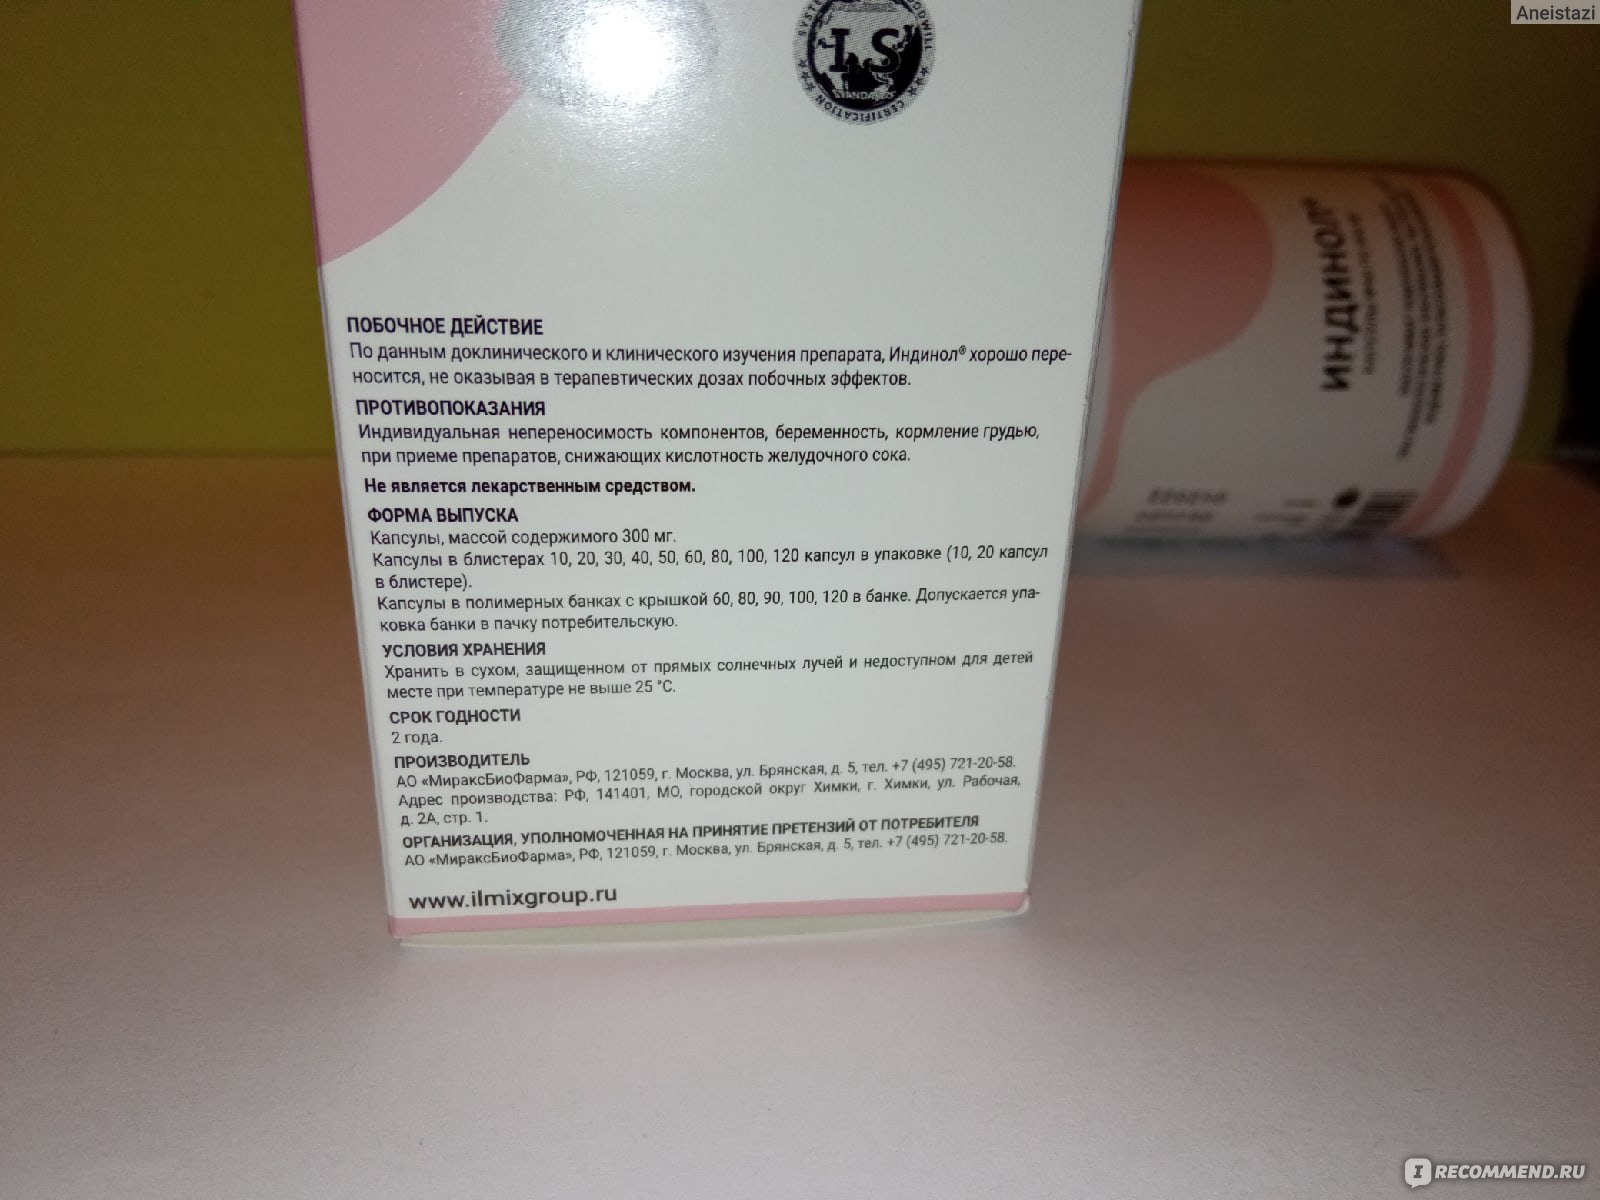 Aneistazi
I.S
STANDARTS
CERTIFICATION
ПОБОЧНОЕ ДЕЙСТВИЕ
По данным доклинического и клинического изучения препарата, Индинол® хорошо пере-
носится, не оказывая в терапевтических дозах побочных эффектов.
ПРОТИВОПОКАЗАНИЯ
Индивидуальная непереносимость компонентов, беременность, кормление грудью,
при приеме препаратов, снижающих кислотность желудочного сока.
Не является лекарственным средством.
ФОРМА ВЫПУСКА
Капсулы, массой содержимого 300 мг.
Капсулы в блистерах 10, 20, 30, 40, 50, 60, 80, 100, 120 капсул в упаковке (10, 20 капсул
в блистере).
Капсулы в полимерных банках с крышкой 60, 80, 90, 100, 120 в банке. Допускается упа-
ковка банки в пачку потребительскую.
УСЛОВИЯ ХРАНЕНИЯ
Хранить в сухом, защищенном от прямых солнечных лучей и недоступном для детей
месте при температуре не выше 25 °C.
СРОК ГОДНОСТИ
2 года.
ПРОИЗВОДИТЕЛЬ
АО «МираксБиоФарма», РФ, 121059, г. Москва, ул. Брянская, д. 5, тел. +7 (495) 721-20-58.
Адрес производства: РФ, 141401, МО, городской округ Химки, г. Химки, ул. Рабочая,
д. 2А, стр. 1.
ОРГАНИЗАЦИЯ, УПОЛНОМОЧЕННАЯ НА ПРИНЯТИЕ ПРЕТЕНЗИЙ ОТ ПОТРЕБИТЕЛЯ
АО «МираксБиоФарма», РФ, 121059, г. Москва, ул. Брянская, д. 5, тел. +7 (495) 721-20-58.
www.ilmixgroup.ru
ИНДИНОЛ®
IRECOMMEND.RU